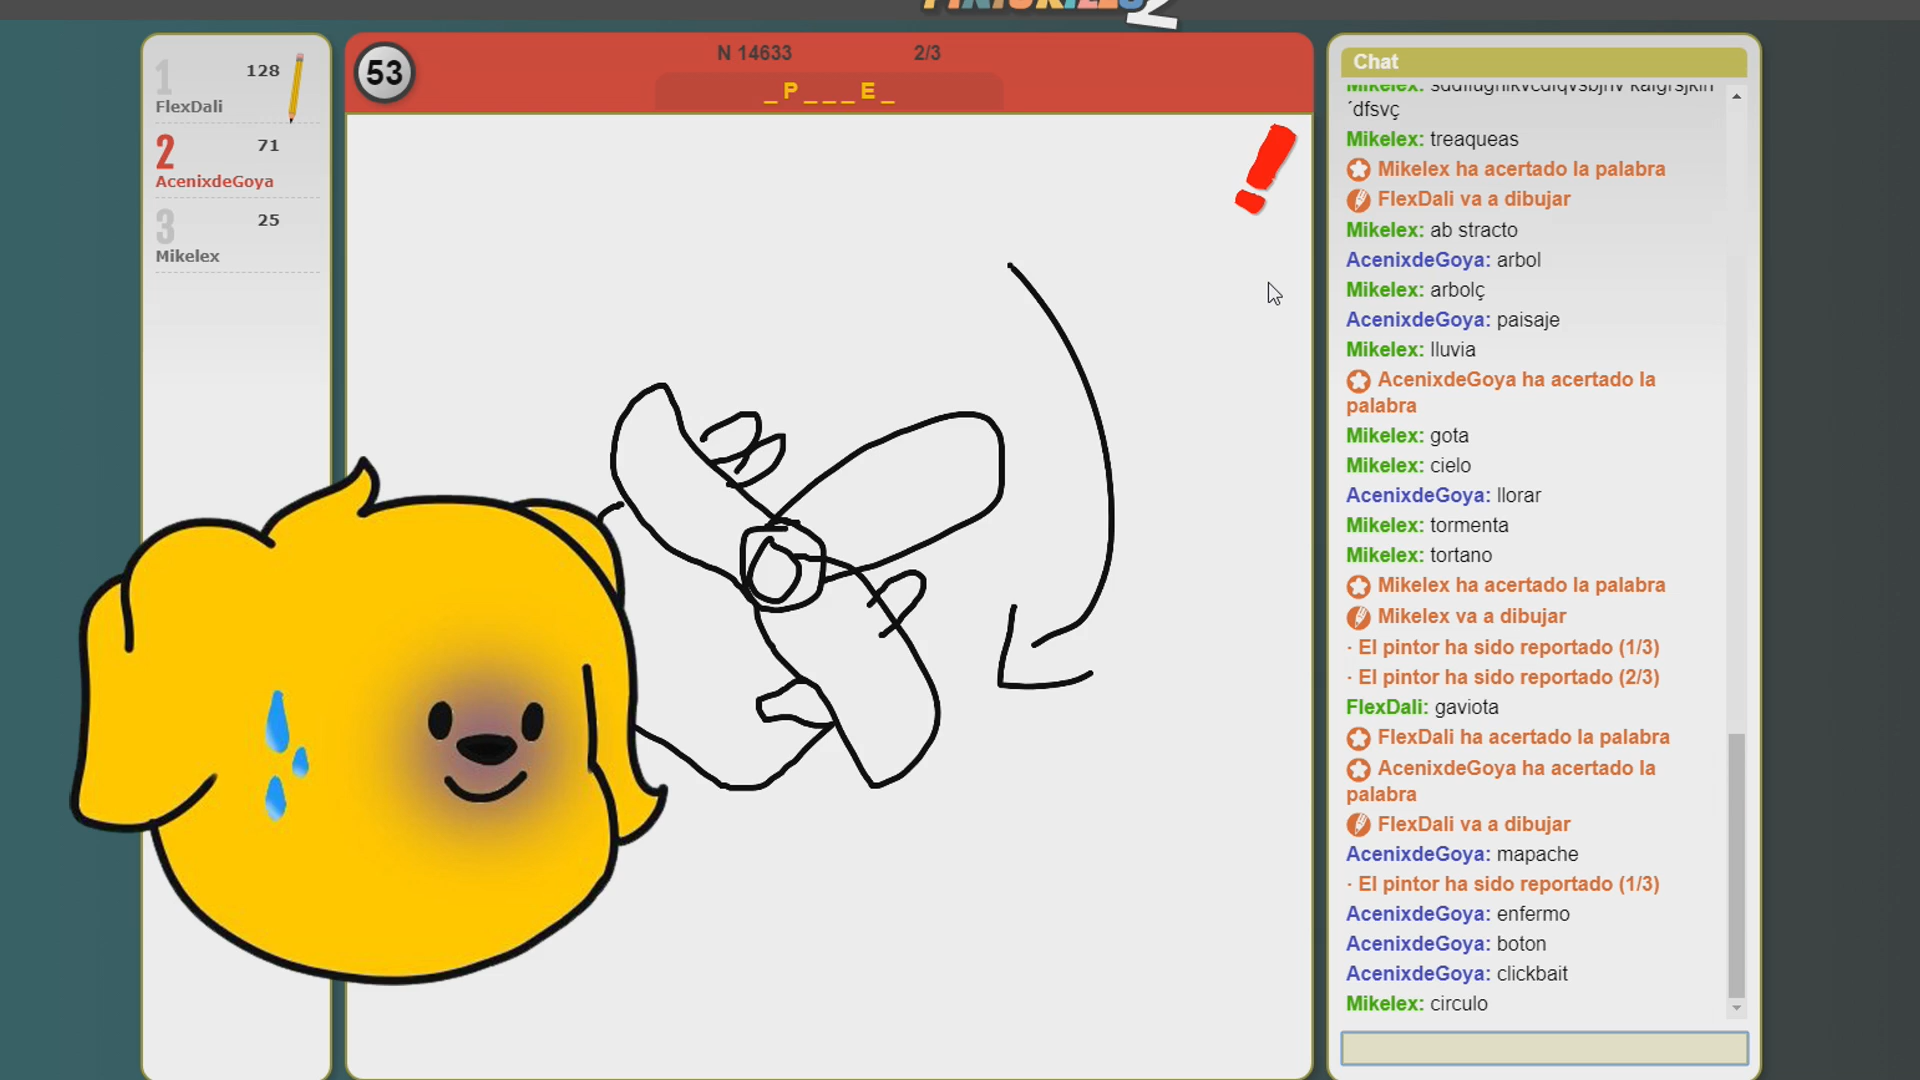 PINTURILLO 2
1
128
FlexDali
2
71
AcenixdeGoya
3
25
Mikelex
53
N 14633
2/3
_ P _ _ _ E _
Chat
´dfsvç
Mikelex: treaqueas
Mikelex ha acertado la palabra
FlexDali va a dibujar
Mikelex: ab stracto
AcenixdeGoya: arbol
Mikelex: arbolç
AcenixdeGoya: paisaje
Mikelex: lluvia
AcenixdeGoya ha acertado la
palabra
Mikelex: gota
Mikelex: cielo
AcenixdeGoya: llorar
Mikelex: tormenta
Mikelex: tortano
Mikelex ha acertado la palabra
Mikelex va a dibujar
· El pintor ha sido reportado (1/3)
· El pintor ha sido reportado (2/3)
FlexDali: gaviota
FlexDali ha acertado la palabra
AcenixdeGoya ha acertado la
palabra
FlexDali va a dibujar
AcenixdeGoya: mapache
· El pintor ha sido reportado (1/3)
AcenixdeGoya: enfermo
AcenixdeGoya: boton
AcenixdeGoya: clickbait
Mikelex: circulo